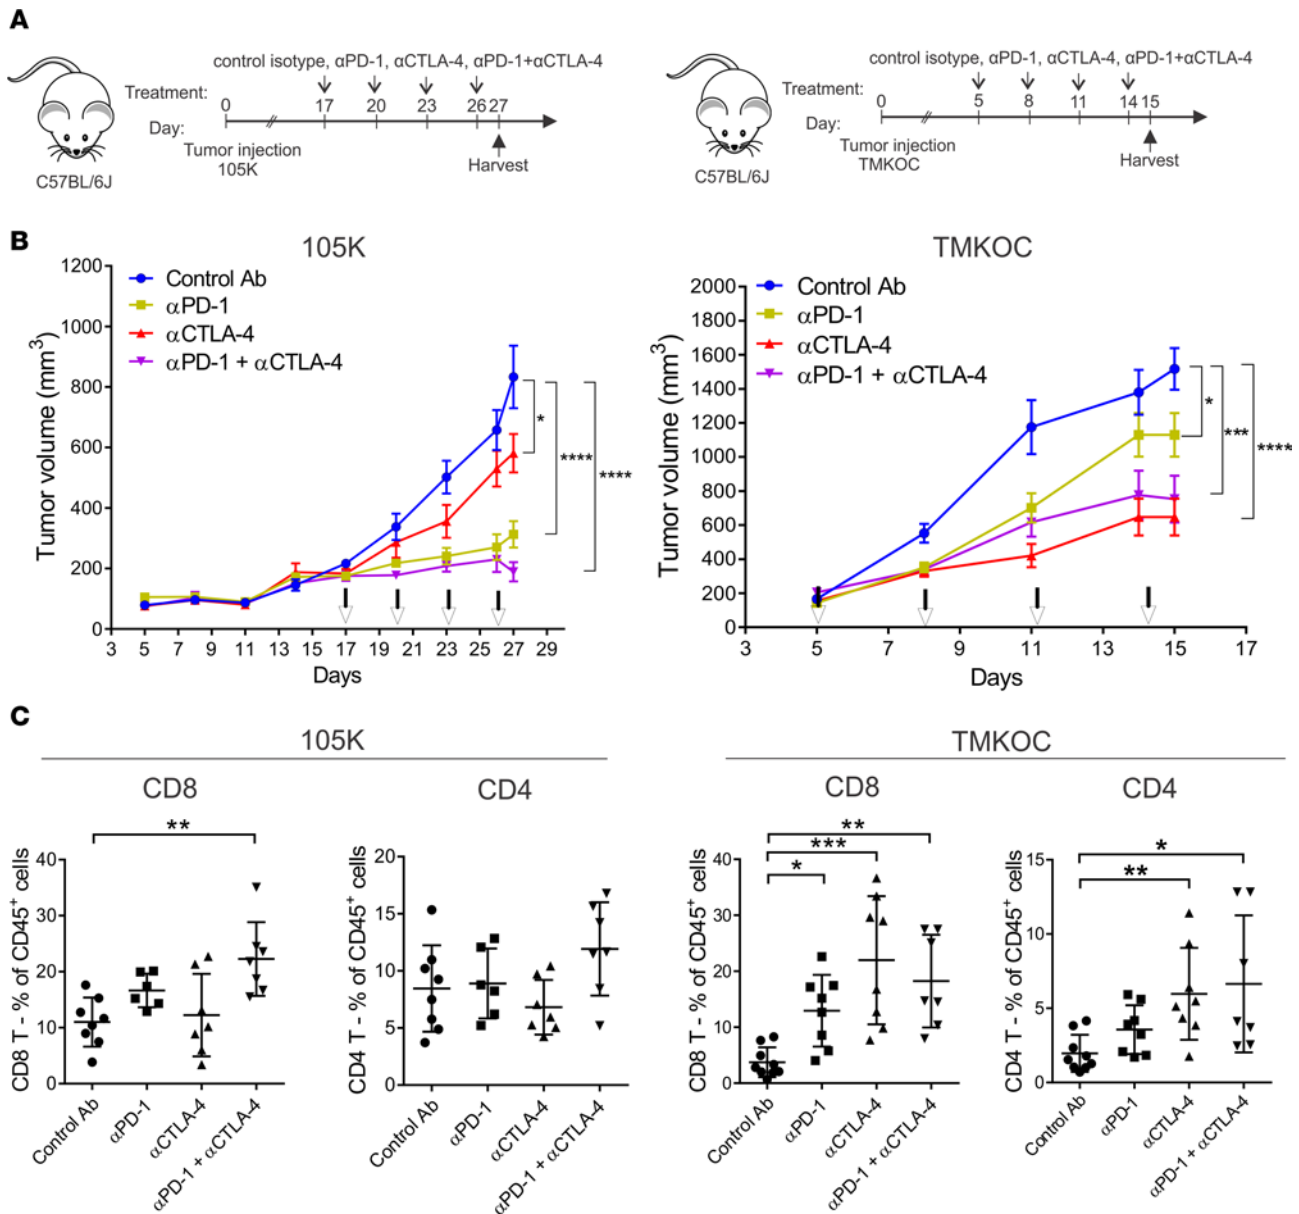 A
control isotype, αPD-1, αCTLA-4, αPD-1+αCTLA-4
Treatment:
0 17 20 23 26 27
Day:
Tumor injection
105K
Harvest
C57BL/6J
control isotype, αPD-1, αCTLA-4, αPD-1+αCTLA-4
Treatment:
0 5 8 11 14 15
Day:
Tumor injection
TMKOC
Harvest
C57BL/6J
B
105K
Control Ab
αPD-1
αCTLA-4
αPD-1 + αCTLA-4
Tumor volume (mm³)
1200
1000
800
600
400
200
0
* **** ****
3 5 7 9 11 13 15 17 19 21 23 25 27 29
Days
TMKOC
Control Ab
αPD-1
αCTLA-4
αPD-1 + αCTLA-4
Tumor volume (mm³)
2000
1800
1600
1400
1200
1000
800
600
400
200
0
* *** ****
3 5 7 9 11 13 15 17
Days
C
105K
CD8
**
CD8 T - % of CD45⁺ cells
40
30
20
10
0
Control Ab
αPD-1
αCTLA-4
αPD-1 + αCTLA-4
CD4
CD4 T - % of CD45⁺ cells
20
15
10
5
0
Control Ab
αPD-1
αCTLA-4
αPD-1 + αCTLA-4
TMKOC
CD8
**
***
*
CD8 T - % of CD45⁺ cells
40
30
20
10
0
Control Ab
αPD-1
αCTLA-4
αPD-1 + αCTLA-4
CD4
*
**
CD4 T - % of CD45⁺ cells
15
10
5
0
Control Ab
αPD-1
αCTLA-4
αPD-1 + αCTLA-4